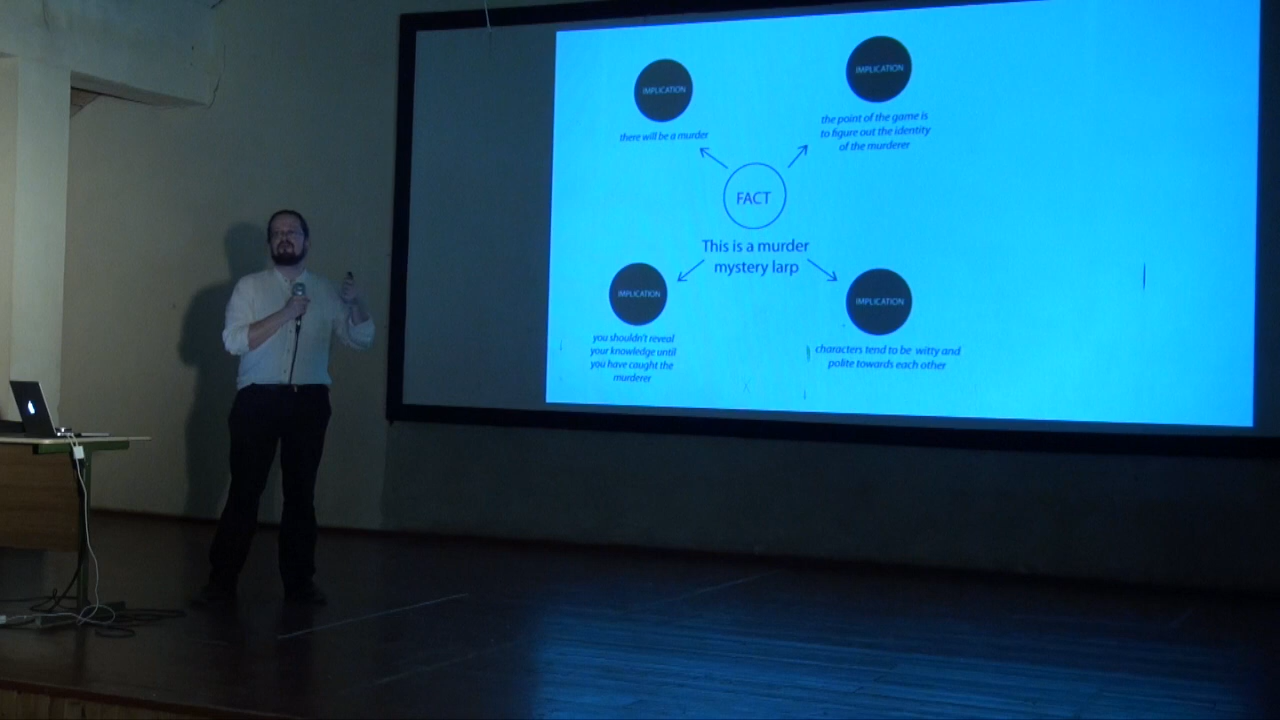 IMPLICATION
there will be a murder
IMPLICATION
the point of the game is
to figure out the identity
of the murderer
FACT
This is a murder
mystery larp
IMPLICATION
you shouldn't reveal
your knowledge until
you have caught the
murderer
IMPLICATION
characters tend to be witty and
polite towards each other